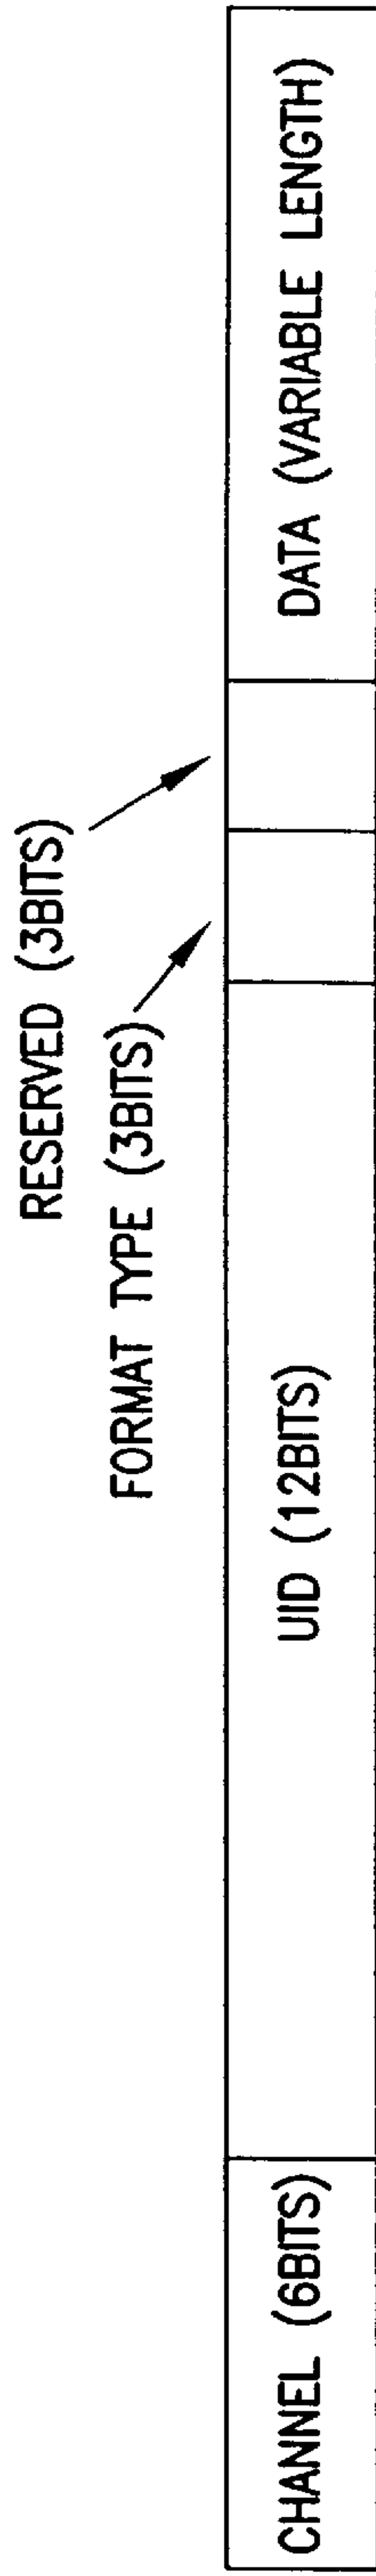 RESERVED (3BITS)
FORMAT TYPE (3BITS)
CHANNEL (6BITS)
UID (12BITS)
DATA (VARIABLE LENGTH)